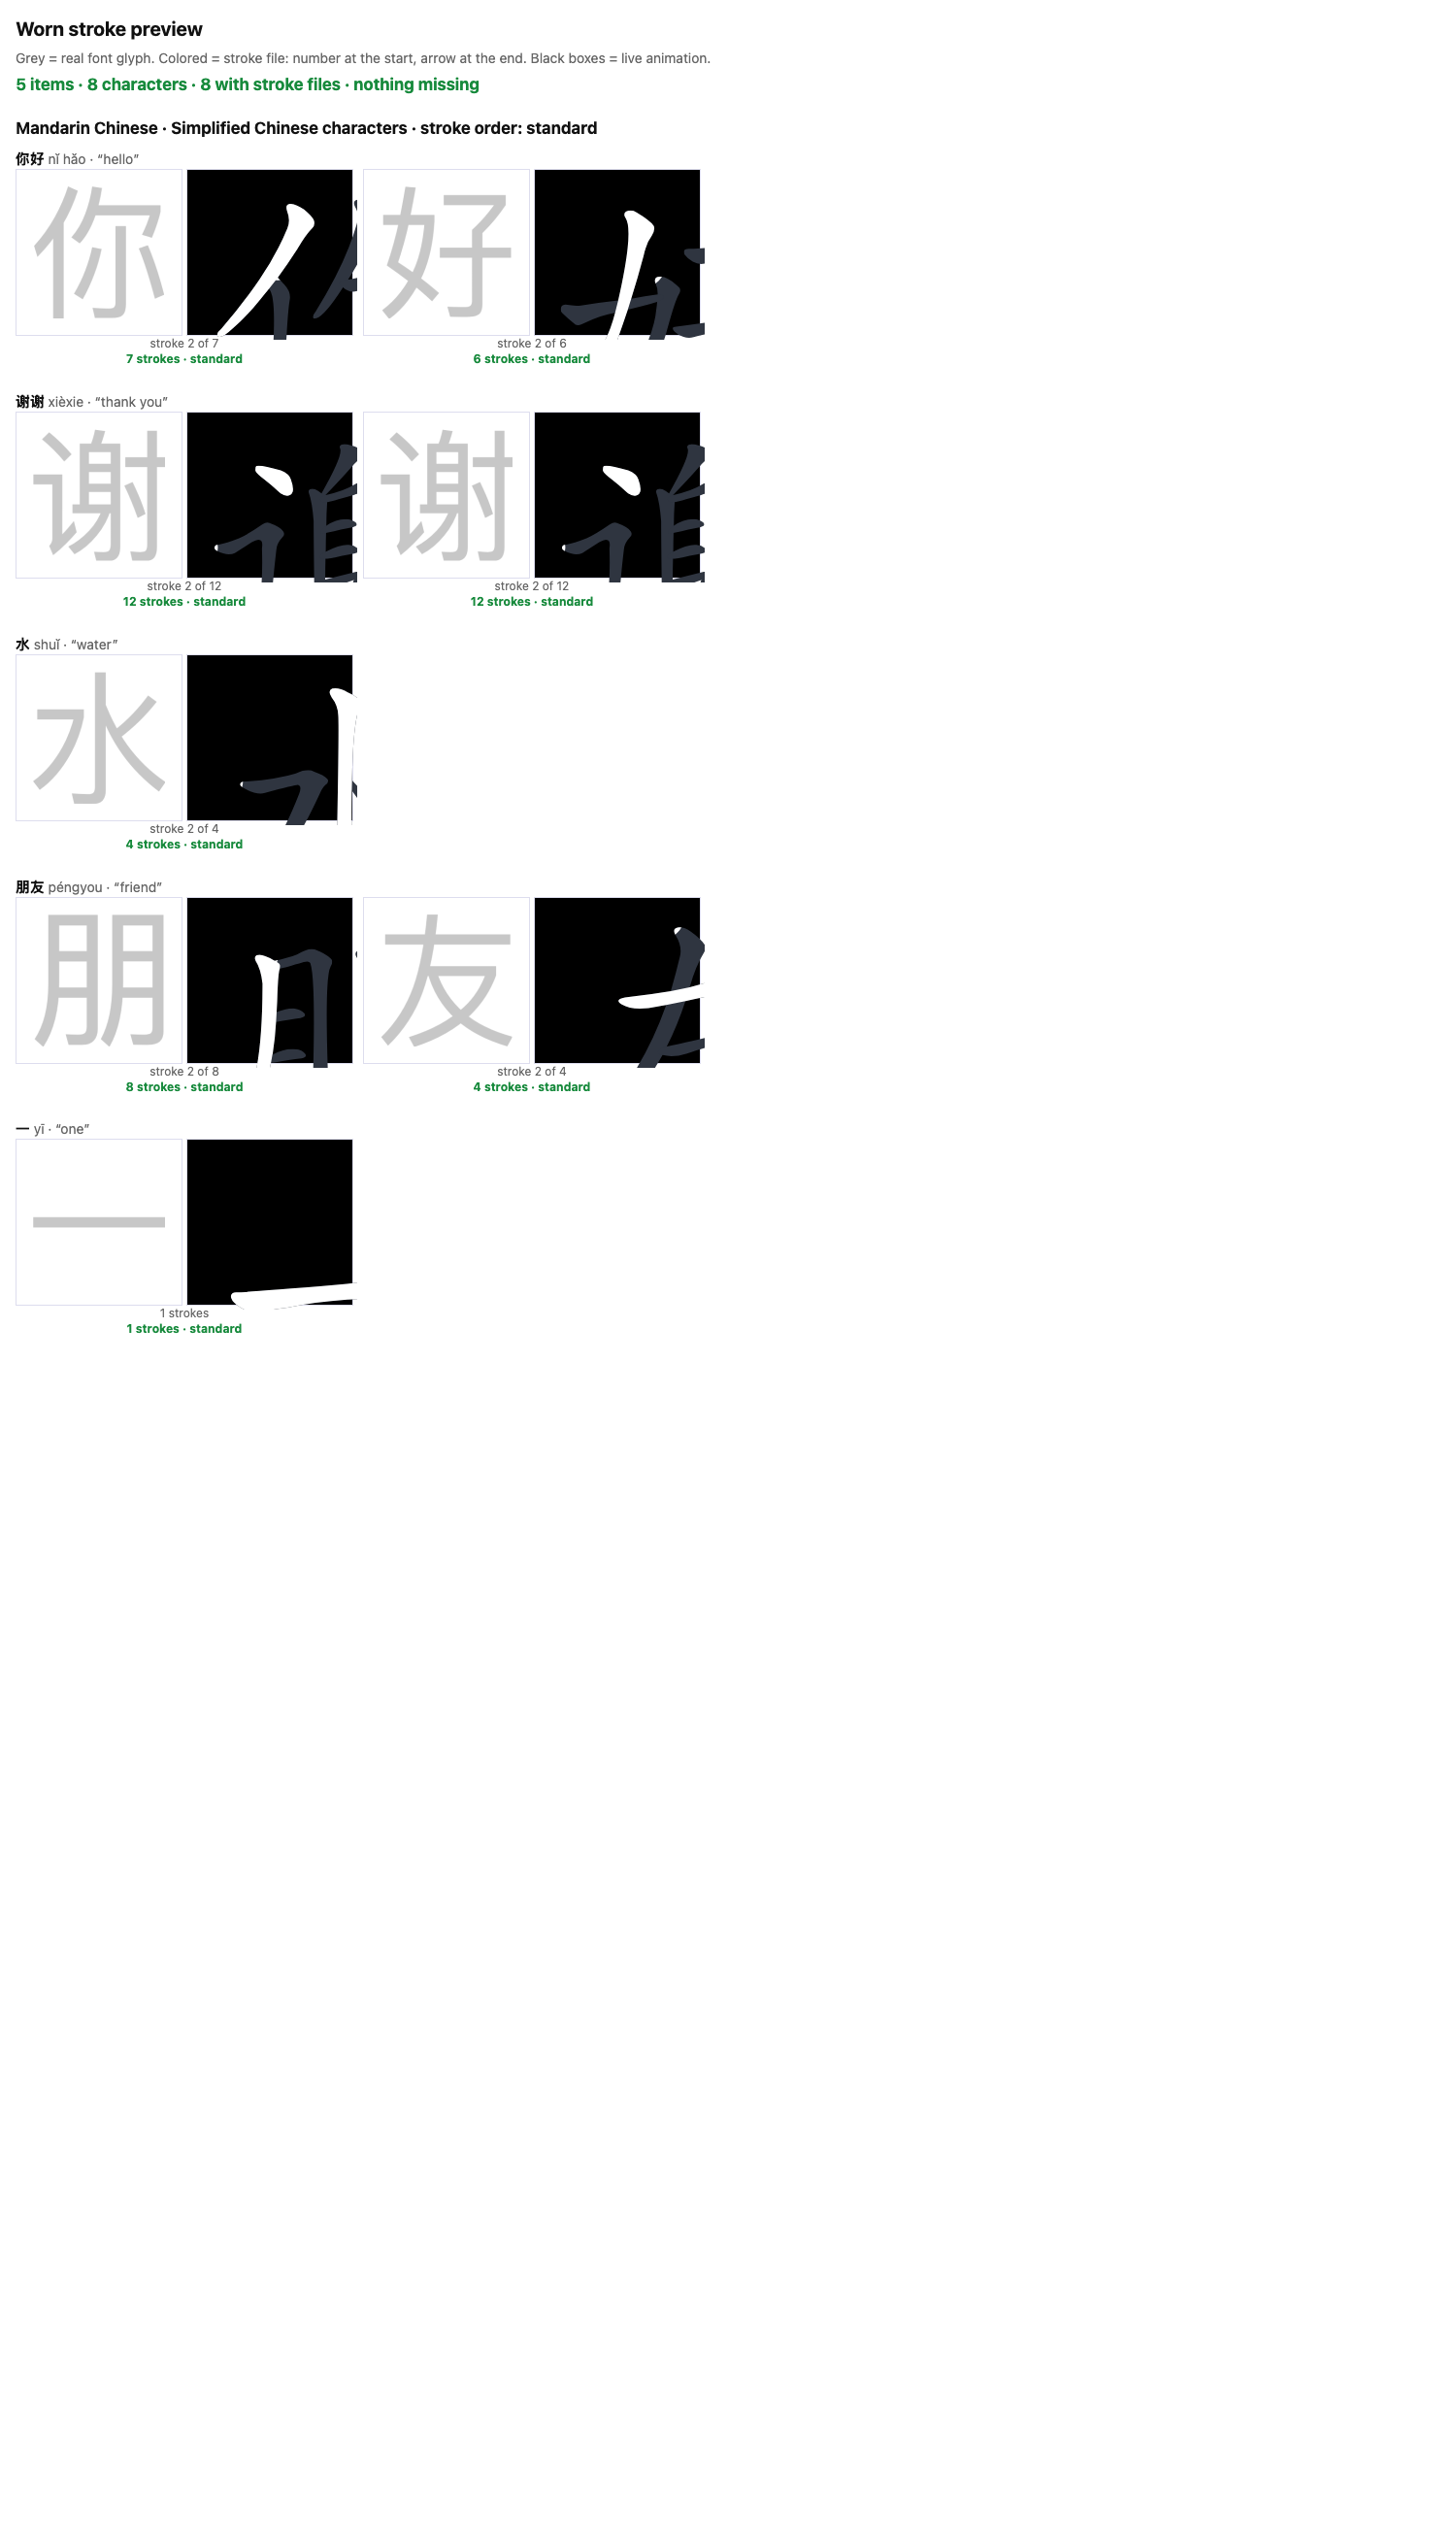 Worn stroke preview
Grey = real font glyph. Colored = stroke file: number at the start, arrow at the end. Black boxes = live animation.
5 items · 8 characters · 8 with stroke files · nothing missing
Mandarin Chinese · Simplified Chinese characters · stroke order: standard
你好 nǐ hǎo · “hello”
你 好
stroke 2 of 7 stroke 2 of 6
7 strokes · standard 6 strokes · standard
谢谢 xièxie · “thank you”
谢 谢
stroke 2 of 12 stroke 2 of 12
12 strokes · standard 12 strokes · standard
水 shuǐ · “water”
水
stroke 2 of 4
4 strokes · standard
朋友 péngyou · “friend”
朋 友
stroke 2 of 8 stroke 2 of 4
8 strokes · standard 4 strokes · standard
一 yī · “one”
一
1 strokes
1 strokes · standard